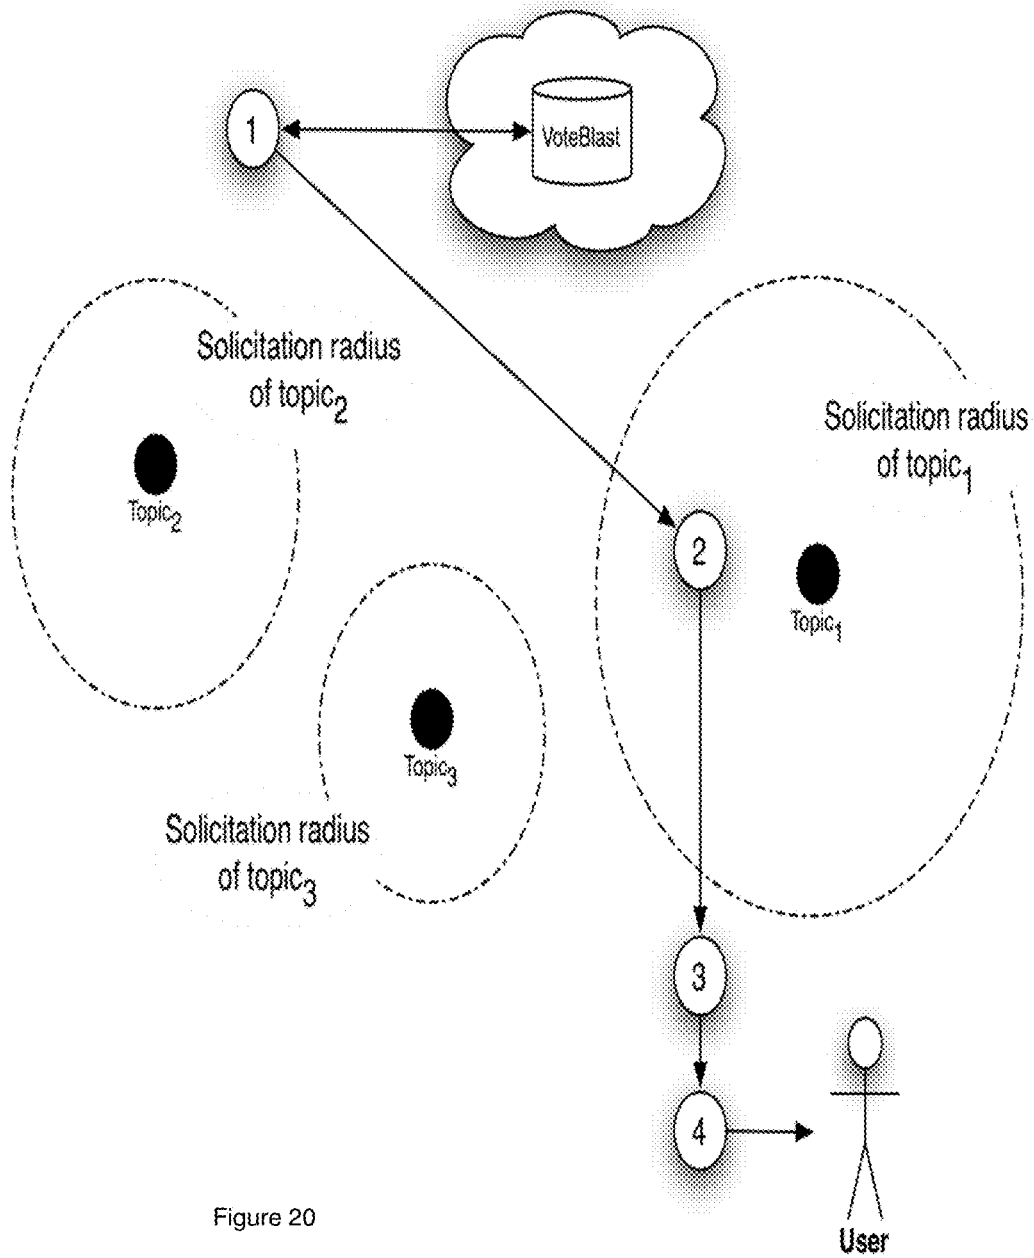 1
VoteBlast
Solicitation radius
of topic2
Solicitation radius
of topic1
Topic2
2
Topic1
Topic3
Solicitation radius
of topic3
3
4
Figure 20
User